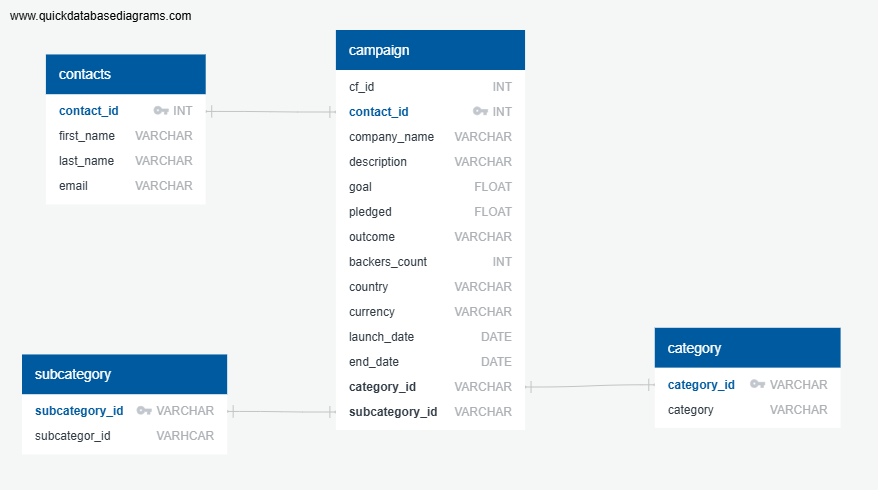 www.quickdatabasediagrams.com
contacts
contact_id INT
first_name VARCHAR
last_name VARCHAR
email VARCHAR
campaign
cf_id INT
contact_id INT
company_name VARCHAR
description VARCHAR
goal FLOAT
pledged FLOAT
outcome VARCHAR
backers_count INT
country VARCHAR
currency VARCHAR
launch_date DATE
end_date DATE
category_id VARCHAR
subcategory_id VARCHAR
subcategory
subcategory_id VARCHAR
subcategor_id VARHCAR
category
category_id VARCHAR
category VARCHAR